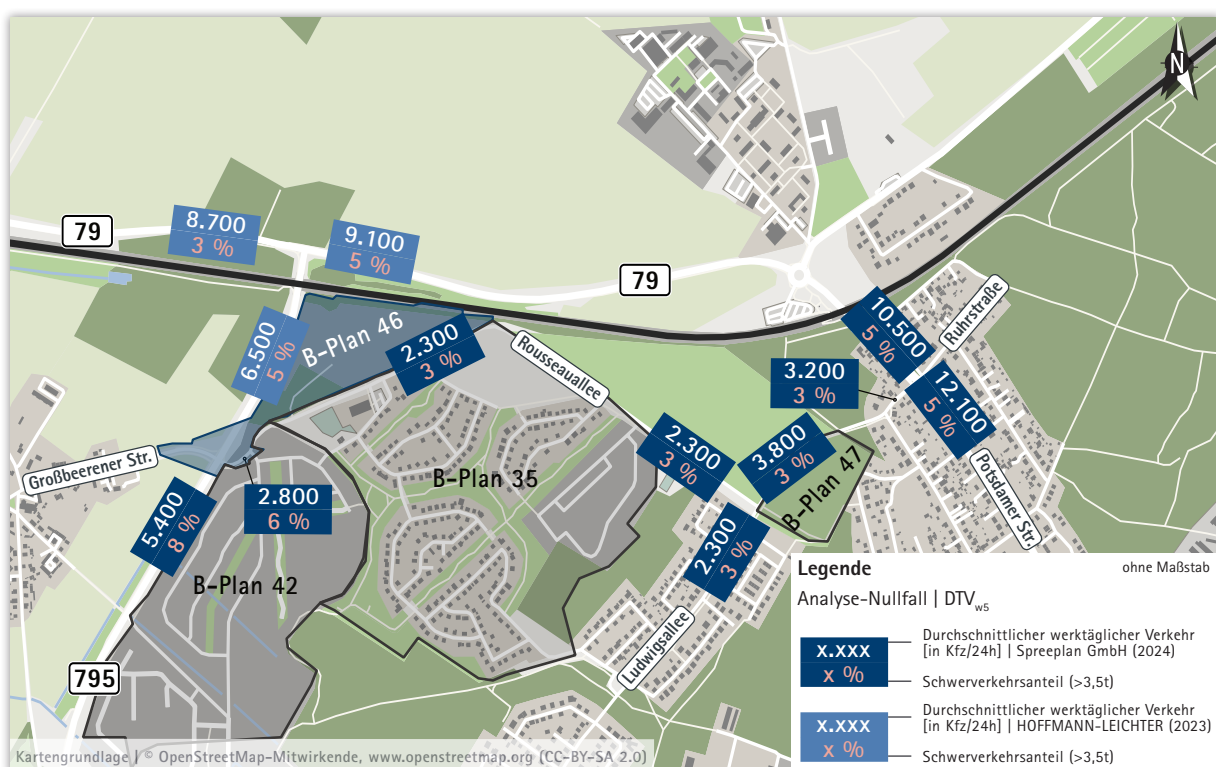 N
79
8.700
3 %
9.100
5 %
79
6.500
5 %
B-Plan 46
2.300
3 %
Rousseauallee
10.500
5 %
Ruhrstraße
3.200
3 %
12.100
5 %
Großbeerener Str.
5.400
8 %
2.800
6 %
B-Plan 35
2.300
3 %
3.800
3 %
B-Plan 47
Potsdamer Str.
B-Plan 42
2.300
3 %
Ludwigsallee
795
Legende
ohne Maßstab
Analyse-Nullfall | DTVw5
x.xxx
x %
Durchschnittlicher werktäglicher Verkehr
[in Kfz/24h] | Spreeplan GmbH (2024)
Schwerverkehrsanteil (>3,5t)
x.xxx
x %
Durchschnittlicher werktäglicher Verkehr
[in Kfz/24h] | HOFFMANN-LEICHTER (2023)
Schwerverkehrsanteil (>3,5t)
Kartengrundlage | © OpenStreetMap-Mitwirkende, www.openstreetmap.org (CC-BY-SA 2.0)